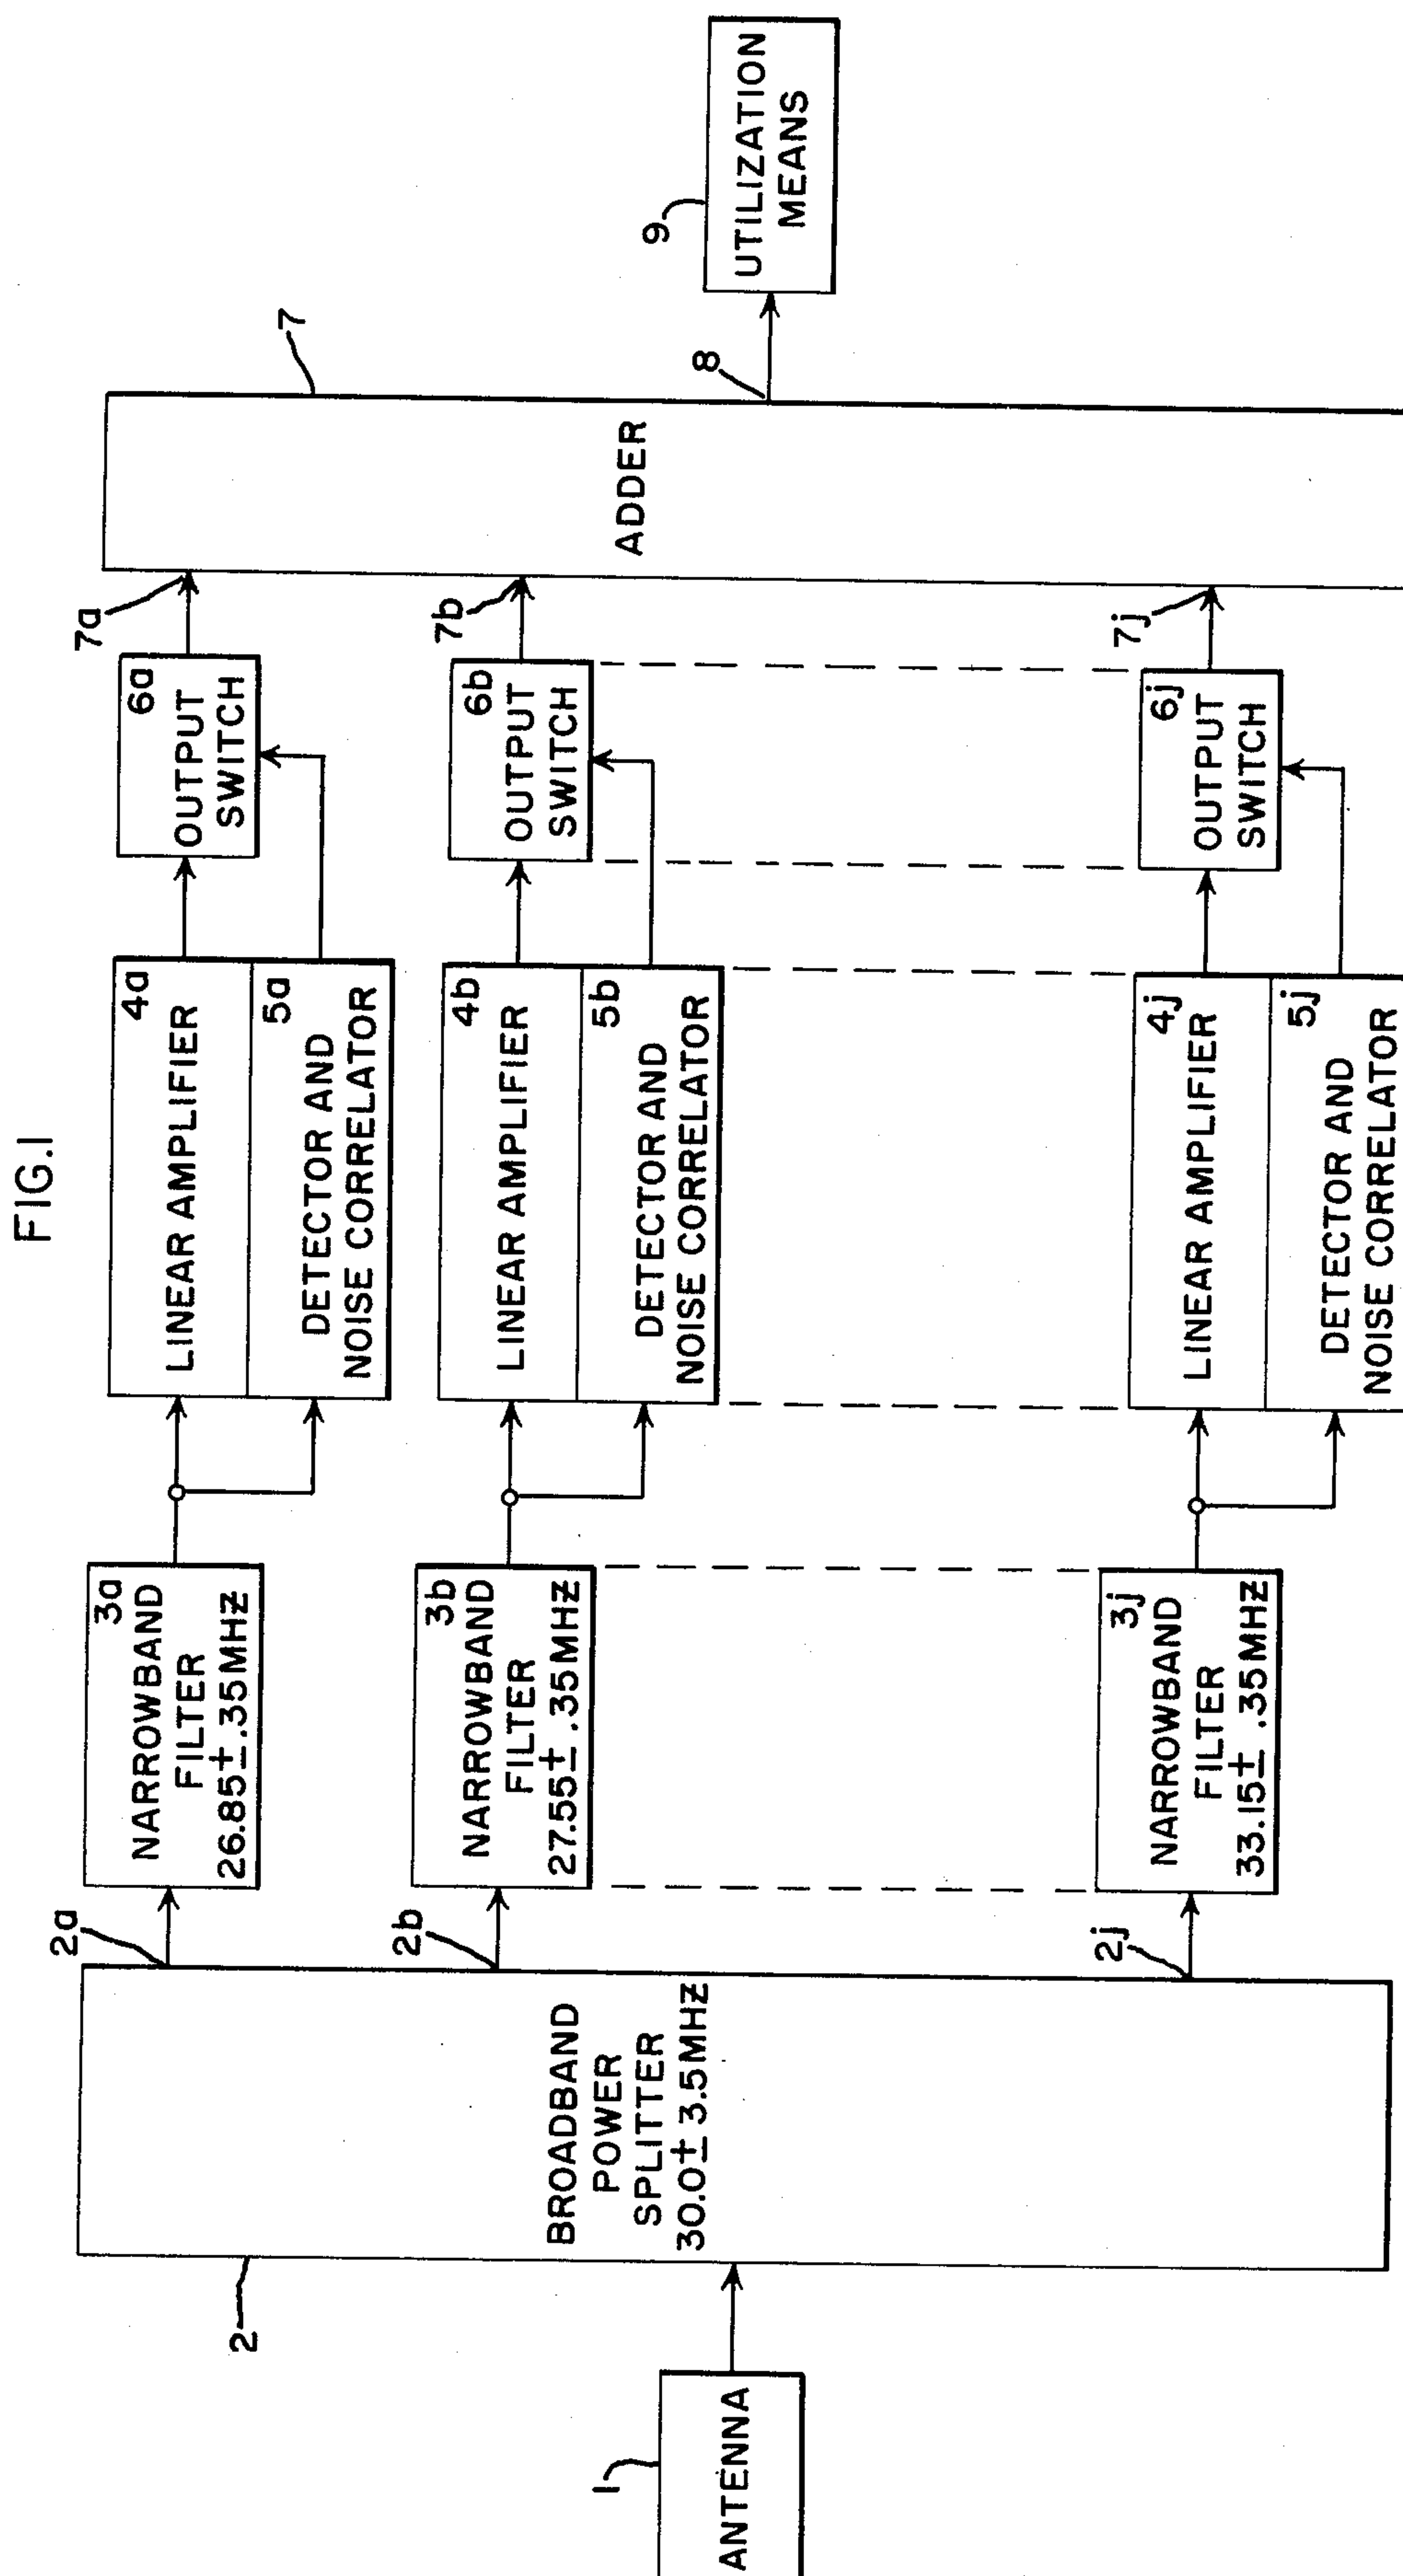 FIG.1
1
ANTENNA
2
BROADBAND
POWER
SPLITTER
30.0± 3.5MHZ
2a
3a
NARROWBAND
FILTER
26.85±.35MHZ
4a
LINEAR AMPLIFIER
5a
DETECTOR AND
NOISE CORRELATOR
6a
OUTPUT
SWITCH
7a
2b
3b
NARROWBAND
FILTER
27.55±.35MHZ
4b
LINEAR AMPLIFIER
5b
DETECTOR AND
NOISE CORRELATOR
6b
OUTPUT
SWITCH
7b
2j
3j
NARROWBAND
FILTER
33.15± .35MHZ
4j
LINEAR AMPLIFIER
5j
DETECTOR AND
NOISE CORRELATOR
6j
OUTPUT
SWITCH
7j
7
ADDER
8
9
UTILIZATION
MEANS